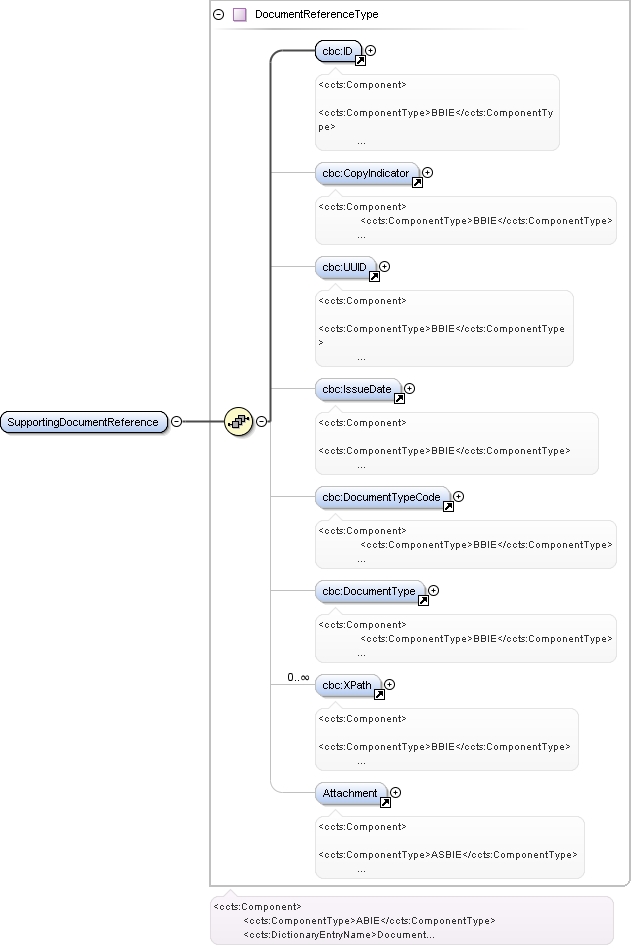 DocumentReferenceType
cbc:ID
<ccts:Component>
<ccts:ComponentType>BBIE</ccts:ComponentTy
pe>
...
cbc:CopyIndicator
<ccts:Component>
<ccts:ComponentType>BBIE</ccts:ComponentType>
...
cbc:UUID
<ccts:Component>
<ccts:ComponentType>BBIE</ccts:ComponentType
>
...
cbc:IssueDate
<ccts:Component>
<ccts:ComponentType>BBIE</ccts:ComponentType>
...
SupportingDocumentReference
cbc:DocumentTypeCode
<ccts:Component>
<ccts:ComponentType>BBIE</ccts:ComponentType>
...
cbc:DocumentType
<ccts:Component>
<ccts:ComponentType>BBIE</ccts:ComponentType>
...
0..∞
cbc:XPath
<ccts:Component>
<ccts:ComponentType>BBIE</ccts:ComponentType>
...
Attachment
<ccts:Component>
<ccts:ComponentType>ASBIE</ccts:ComponentType>
...
<ccts:Component>
<ccts:ComponentType>ABIE</ccts:ComponentType>
<ccts:DictionaryEntryName>Document...